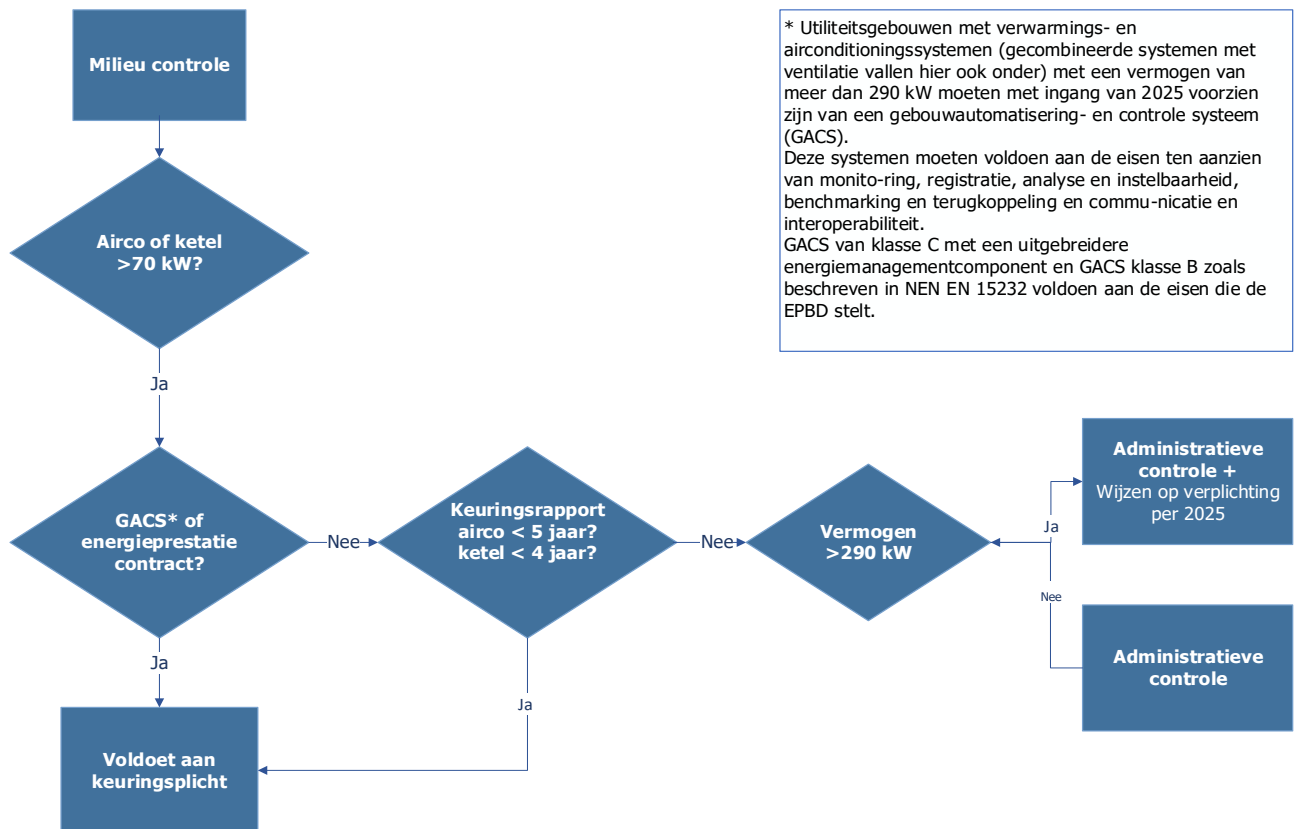 Milieu controle
* Utiliteitsgebouwen met verwarmings- en
airconditioningssystemen (gecombineerde systemen met
ventilatie vallen hier ook onder) met een vermogen van
meer dan 290 kW moeten met ingang van 2025 voorzien
zijn van een gebouwautomatisering- en controle systeem
(GACS).
Deze systemen moeten voldoen aan de eisen ten aanzien
van monito-ring, registratie, analyse en instelbaarheid,
benchmarking en terugkoppeling en commu-nicatie en
interoperabiliteit.
GACS van klasse C met een uitgebreidere
energiemanagementcomponent en GACS klasse B zoals
beschreven in NEN EN 15232 voldoen aan de eisen die de
EPBD stelt.
Airco of ketel
>70 kW?
Ja
GACS* of
energieprestatie
contract?
Nee
Keuringsrapport
airco < 5 jaar?
ketel < 4 jaar?
Nee
Vermogen
>290 kW
Ja
Administratieve
controle +
Wijzen op verplichting
per 2025
Nee
Administratieve
controle
Ja
Ja
Voldoet aan
keuringsplicht